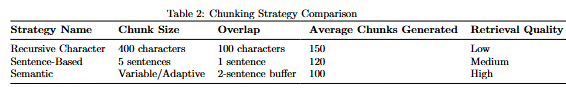 Table 2: Chunking Strategy Comparison
Strategy Name Chunk Size Overlap Average Chunks Generated Retrieval Quality
Recursive Character 400 characters 100 characters 150 Low
Sentence-Based 5 sentences 1 sentence 120 Medium
Semantic Variable/Adaptive 2-sentence buffer 100 High